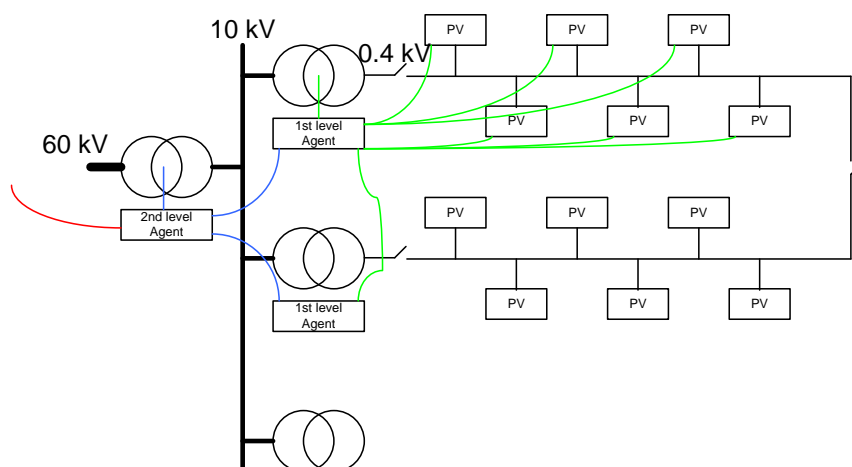 10 kV
0.4 kV
PV
PV
PV
PV
PV
PV
1st level
Agent
60 kV
2nd level
Agent
PV
PV
PV
PV
PV
PV
1st level
Agent